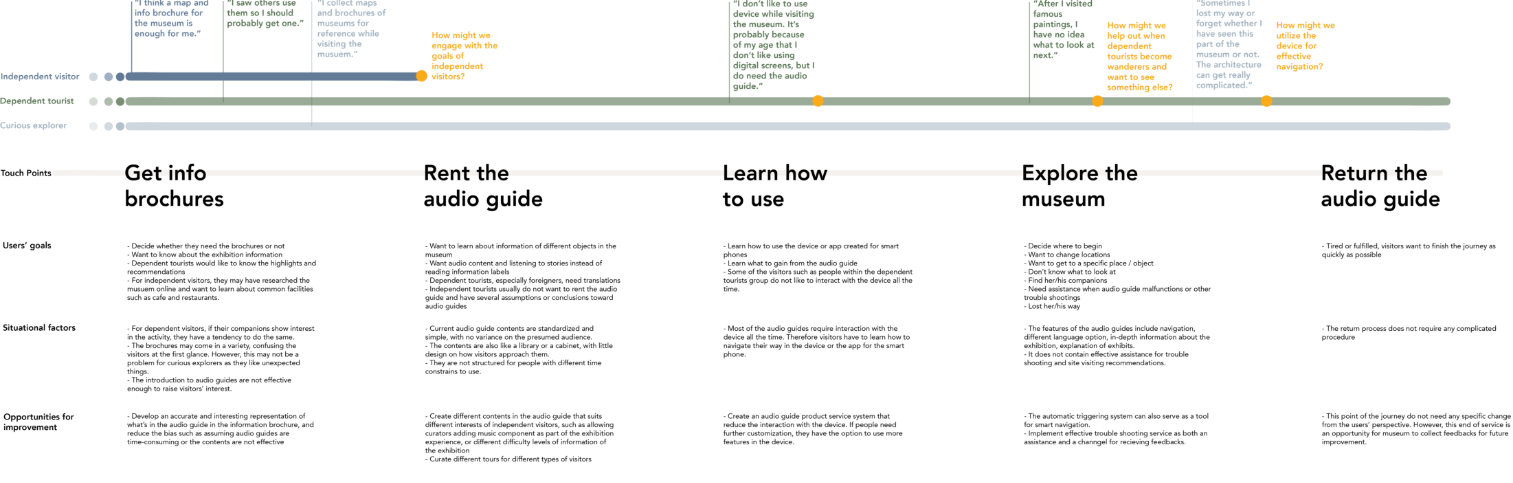 "I think a map and
info brochure for
the museum is
enough for me."
"I saw others use
them so I should
probably get one."
"I collect maps
and brochures of
museums for
reference while
visiting the
musuem."
How might we
engage with the
goals of
independent
visitors?
"I don't like to use
device while visiting
the museum. It's
probably because
of my age that I
don't like using
digital screens, but I
do need the audio
guide."
"After I visited
famous
paintings, I
have no idea
what to look at
next."
How might we
help out when
dependent
tourists become
wanderers and
want to see
something else?
"Sometimes I
lost my way or
forget whether I
have seen this
part of the
museum or not.
The architecture
can get really
complicated."
How might we
utilize the
device for
effective
navigation?
Independent visitor
Dependent tourist
Curious explorer
Touch Points
Get info
brochures
Rent the
audio guide
Learn how
to use
Explore the
museum
Return the
audio guide
Users' goals
- Decide whether they need the brochures or not
- Want to know about the exhibition information
- Dependent tourists would like to know the highlights and
recommendations
- For independent visitors, they may have researched the
musuem online and want to learn about common facilities
such as cafe and restaurants.
- Want to learn about information of different objects in the
museum
- Want audio content and listening to stories instead of
reading information labels
- Dependent tourists, especially foreigners, need translations
- Independent tourists usually do not want to rent the audio
guide and have several assumptions or conclusions toward
audio guides
- Learn how to use the device or app created for smart
phones
- Learn what to gain from the audio guide
- Some of the visitors such as people within the dependent
tourists group do not like to interact with the device all the
time.
- Decide where to begin
- Want to change locations
- Want to get to a specific place / object
- Don't know what to look at
- Find her/his companions
- Need assistance when audio guide malfunctions or other
trouble shootings
- Lost her/his way
- Tired or fulfilled, visitors want to finish the journey as
quickly as possible
Situational factors
- For dependent visitors, if their companions show interest
in the activity, they have a tendency to do the same.
- The brochures may come in a variety, confusing the
visitors at the first glance. However, this may not be a
problem for curious explorers as they like unexpected
things.
- The introduction to audio guides are not effective
enough to raise visitors' interest.
- Current audio guide contents are standardized and
simple, with no variance on the presumed audience.
- The contents are also like a library or a cabinet, with little
design on how visitors approach them.
- They are not structured for people with different time
constrains to use.
- Most of the audio guides require interaction with the
device all the time. Therefore visitors have to learn how to
navigate their way in the device or the app for the smart
phone.
- The features of the audio guides include navigation,
different language option, in-depth information about the
exhibition, explanation of exhibits.
- It does not contain effective assistance for trouble
shooting and site visiting recommendations.
- The return process does not require any complicated
procedure
Opportunities for
improvement
- Develop an accurate and interesting representation of
what's in the audio guide in the information brochure, and
reduce the bias such as assuming audio guides are
time-consuming or the contents are not effective
- Create different contents in the audio guide that suits
different interests of independent visitors, such as allowing
curators adding music component as part of the exhibition
experience, or different difficulty levels of information of
the exhibition
- Curate different tours for different types of visitors
- Create an audio guide product service system that
reduce the interaction with the device. If people need
further customization, they have the option to use more
features in the device.
- The automatic triggering system can also serve as a tool
for smart navigation.
- Implement effective trouble shooting service as both an
assistance and a channgel for recieving feedbacks.
- This point of the journey do not need any specific change
from the users' perspective. However, this end of service is
an opportunity for museum to collect feedbacks for future
improvement.